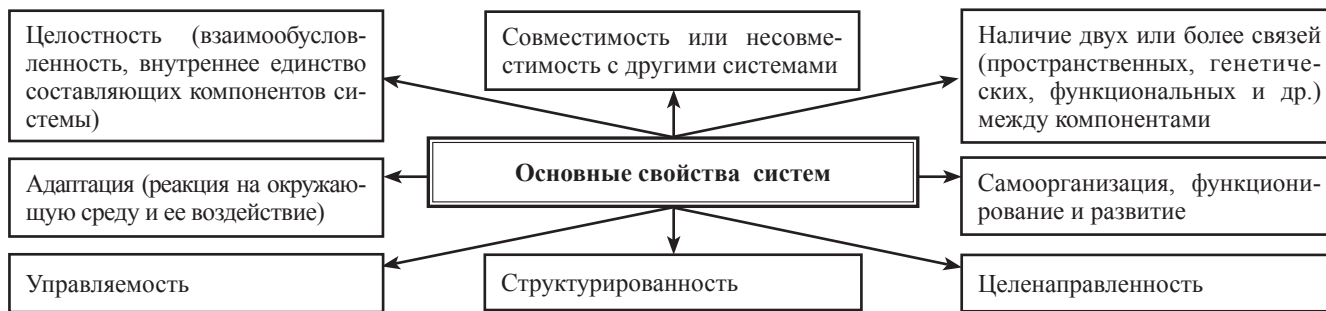 Целостность (взаимообуслов-
ленность, внутреннее единство
составляющих компонентов си-
стемы)
Совместимость или несовме-
стимость с другими системами
Наличие двух или более связей
(пространственных, генетиче-
ских, функциональных и др.)
между компонентами
Адаптация (реакция на окружаю-
щую среду и ее воздействие)
Основные свойства систем
Самоорганизация, функциони-
рование и развитие
Управляемость
Структурированность
Целенаправленность